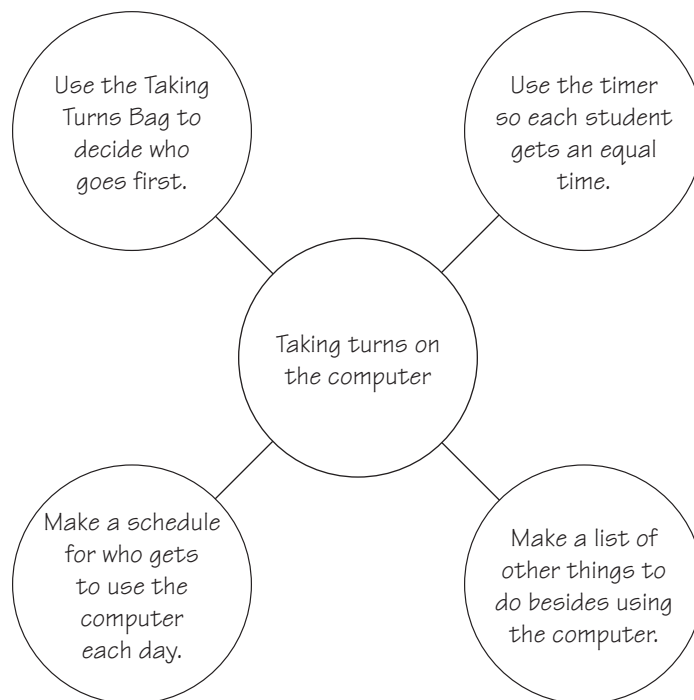 Use the Taking
Turns Bag to
decide who
goes first.
Use the timer
so each student
gets an equal
time.
Taking turns on
the computer
Make a schedule
for who gets
to use the
computer
each day.
Make a list of
other things to
do besides using
the computer.